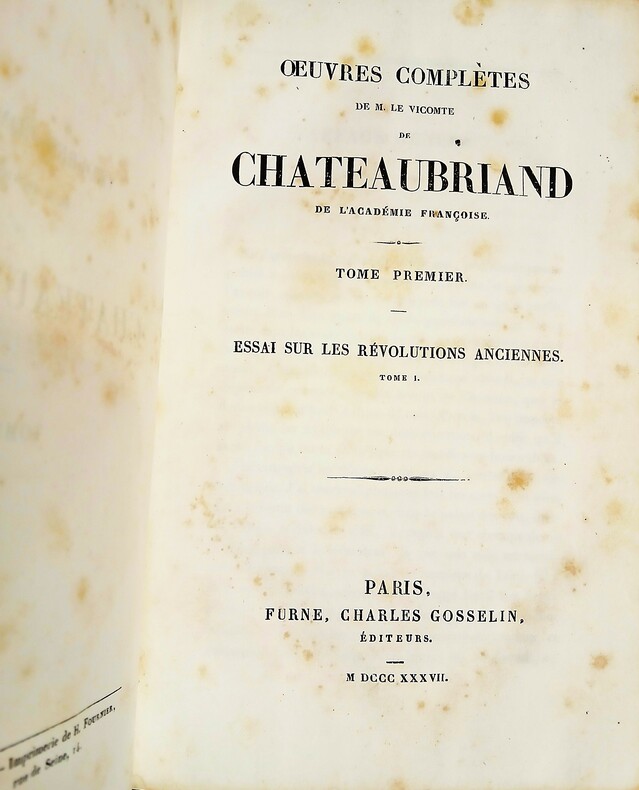 ŒUVRES COMPLÈTES
DE M. LE VICOMTE
DE
CHATEAUBRIAND
DE L'ACADÉMIE FRANÇOISE.
TOME PREMIER.
ESSAI SUR LES RÉVOLUTIONS ANCIENNES.
TOME I.
PARIS,
FURNE, CHARLES GOSSELIN,
ÉDITEURS.
M DCCC XXXVII.
– Imprimerie de H. FOURNIER,
rue de Seine, 14.